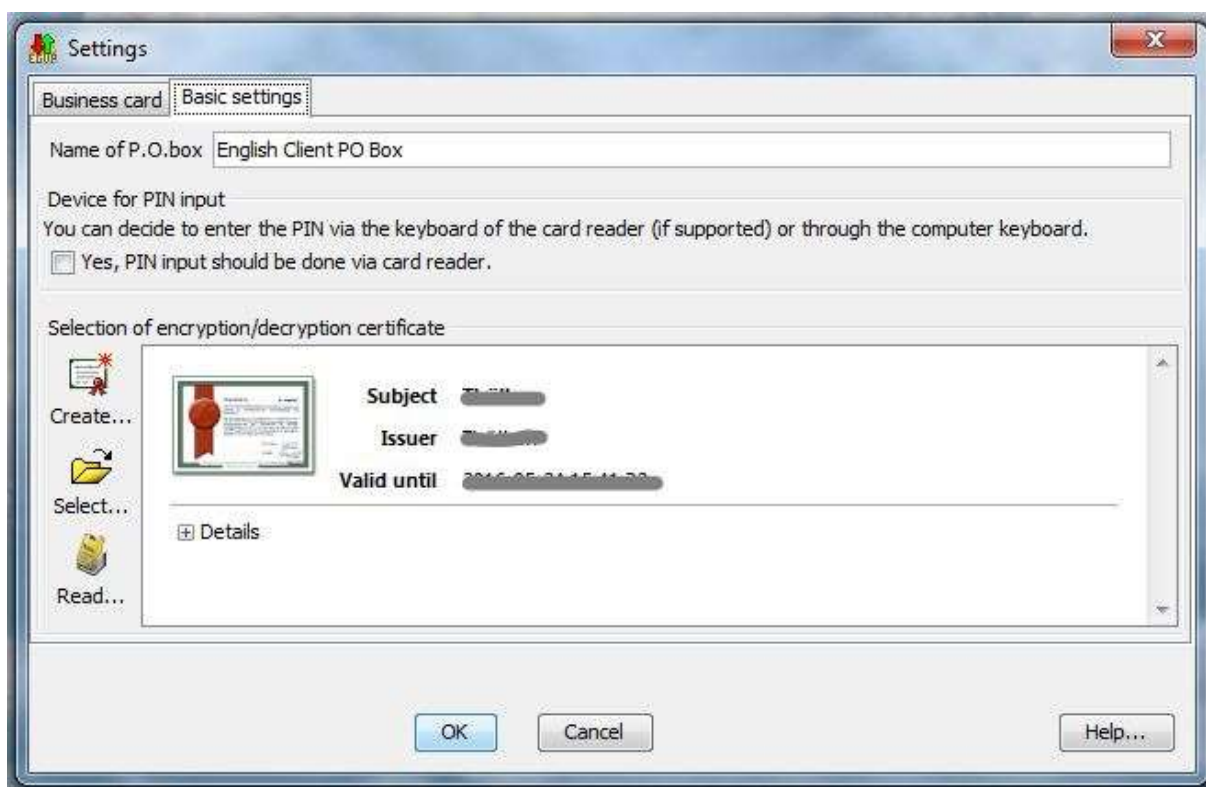 Settings
Business card
Basic settings
Name of P.O.box English Client PO Box
Device for PIN input
You can decide to enter the PIN via the keyboard of the card reader (if supported) or through the computer keyboard.
Yes, PIN input should be done via card reader.
Selection of encryption/decryption certificate
Create...
Subject
Issuer
Valid until
Select...
Details
Read...
OK
Cancel
Help...